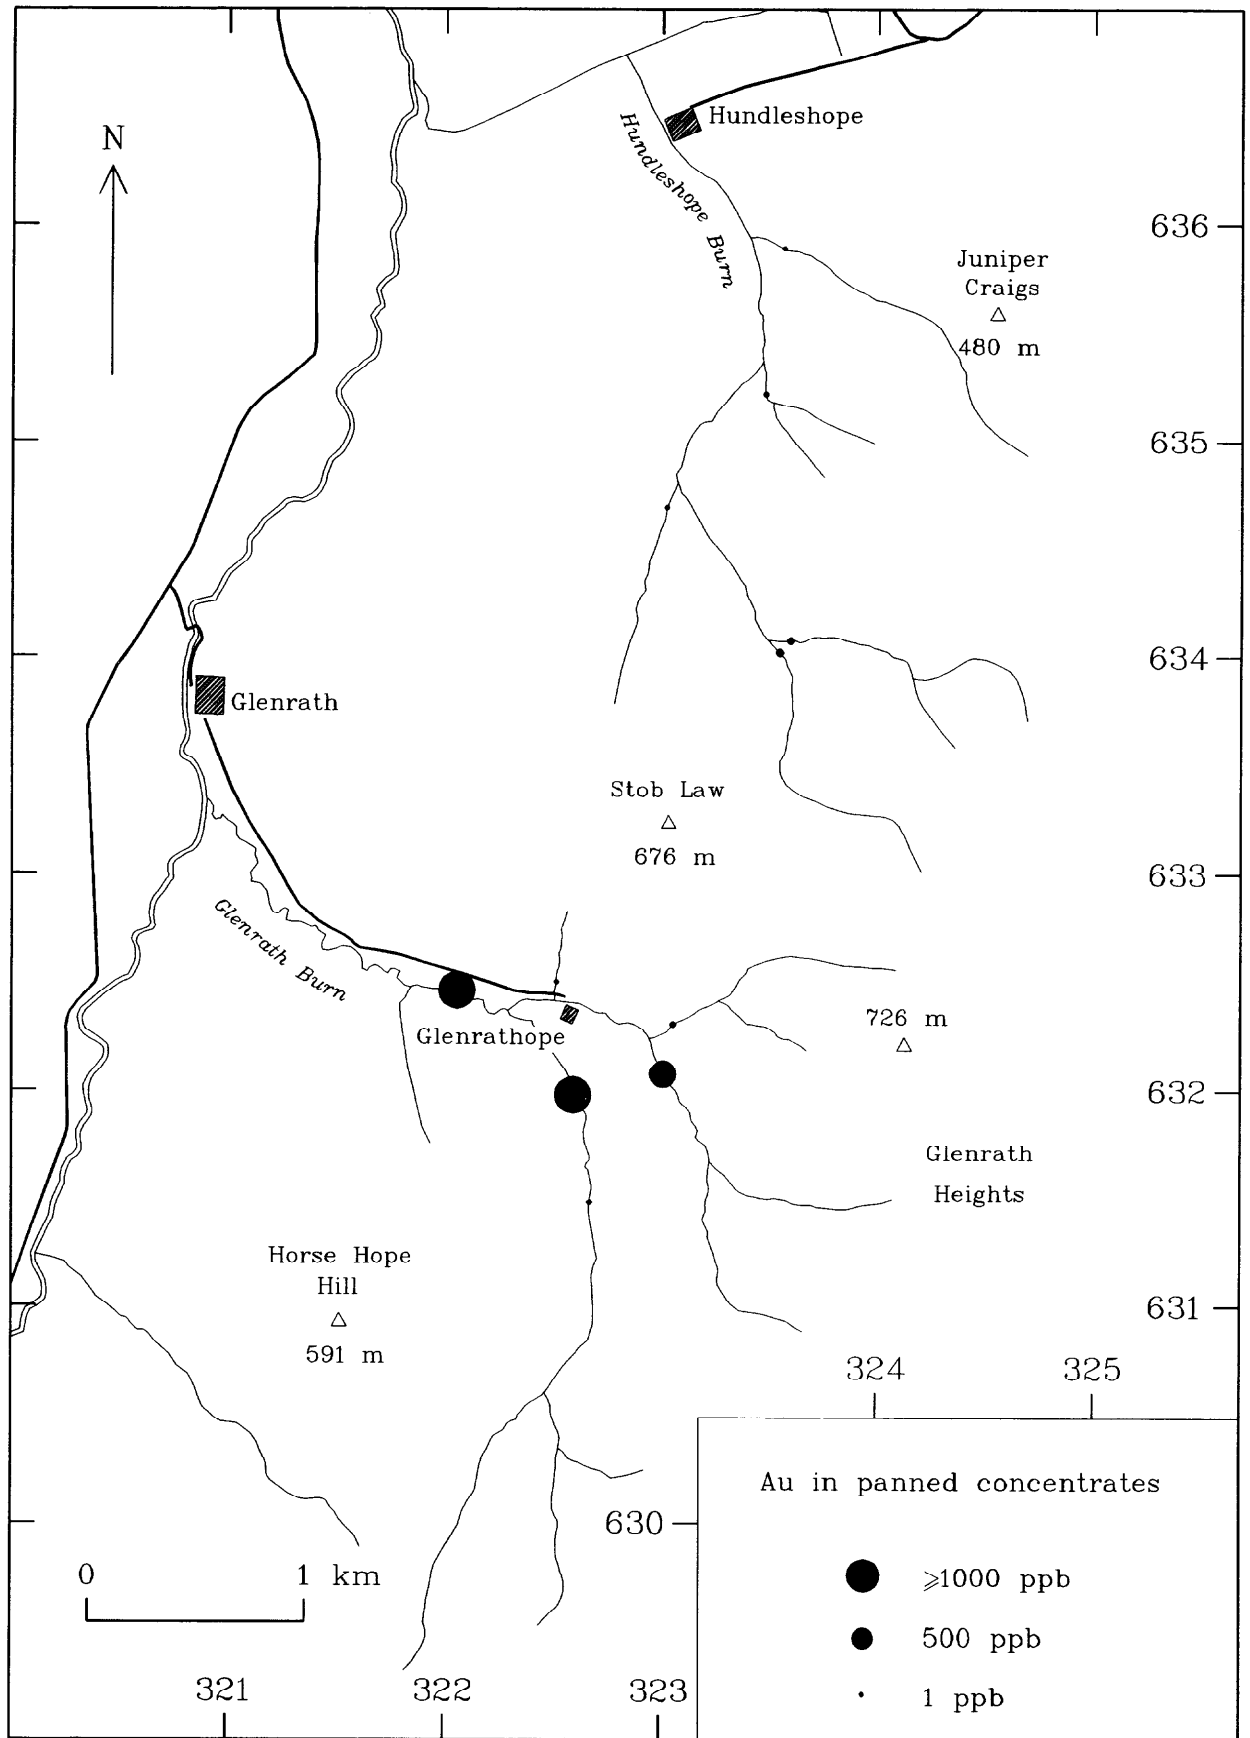 N
Hundleshope
Hundleshope Burn
636
Juniper
Craigs
480 m
635
634
Glenrath
Stob Law
676 m
633
Glenrath Burn
Glenrathope
726 m
632
Glenrath
Heights
Horse Hope
Hill
591 m
631
324
325
Au in panned concentrates
630
0 1 km
⩾1000 ppb
500 ppb
1 ppb
321
322
323